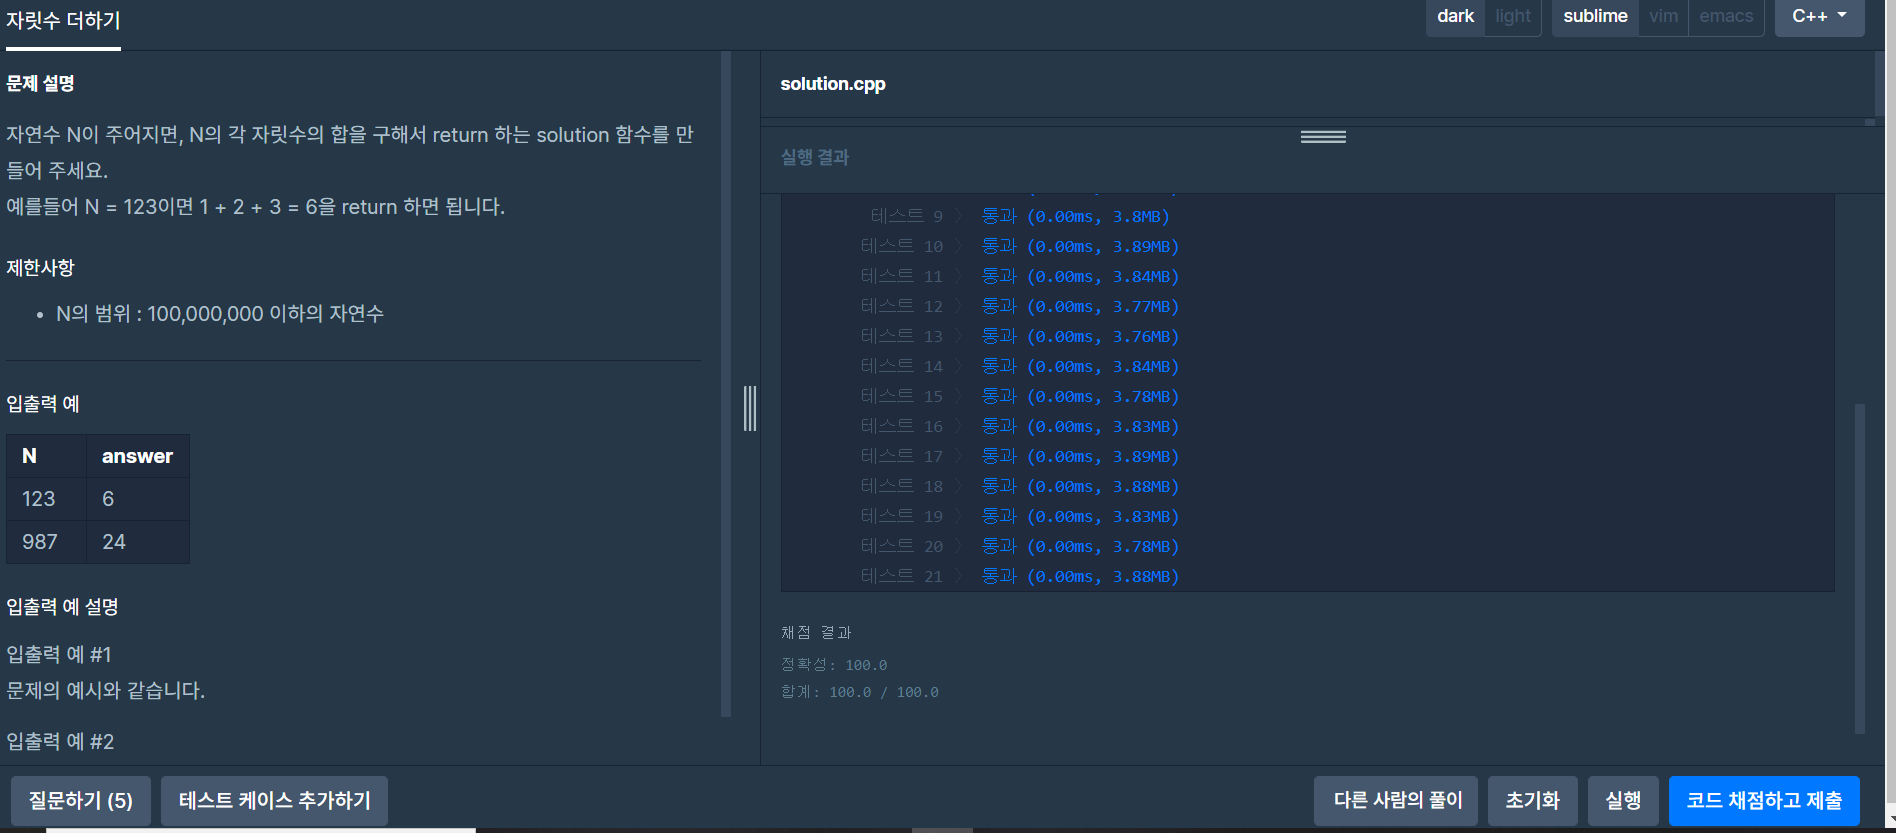 자릿수 더하기
dark light sublime vim emacs C++
문제 설명
자연수 N이 주어지면, N의 각 자릿수의 합을 구해서 return 하는 solution 함수를 만
들어 주세요.
예를들어 N = 123이면 1 + 2 + 3 = 6을 return 하면 됩니다.
제한사항
• N의 범위 : 100,000,000 이하의 자연수
입출력 예
N answer
123 6
987 24
입출력 예 설명
입출력 예 #1
문제의 예시와 같습니다.
입출력 예 #2
solution.cpp
실행 결과
테스트 9 〉 통과 (0.00ms, 3.8MB)
테스트 10 〉 통과 (0.00ms, 3.89MB)
테스트 11 〉 통과 (0.00ms, 3.84MB)
테스트 12 〉 통과 (0.00ms, 3.77MB)
테스트 13 〉 통과 (0.00ms, 3.76MB)
테스트 14 〉 통과 (0.00ms, 3.84MB)
테스트 15 〉 통과 (0.00ms, 3.78MB)
테스트 16 〉 통과 (0.00ms, 3.83MB)
테스트 17 〉 통과 (0.00ms, 3.89MB)
테스트 18 〉 통과 (0.00ms, 3.88MB)
테스트 19 〉 통과 (0.00ms, 3.83MB)
테스트 20 〉 통과 (0.00ms, 3.78MB)
테스트 21 〉 통과 (0.00ms, 3.88MB)
채점 결과
정확성: 100.0
합계: 100.0 / 100.0
질문하기 (5) 테스트 케이스 추가하기 다른 사람의 풀이 초기화 실행 코드 채점하고 제출